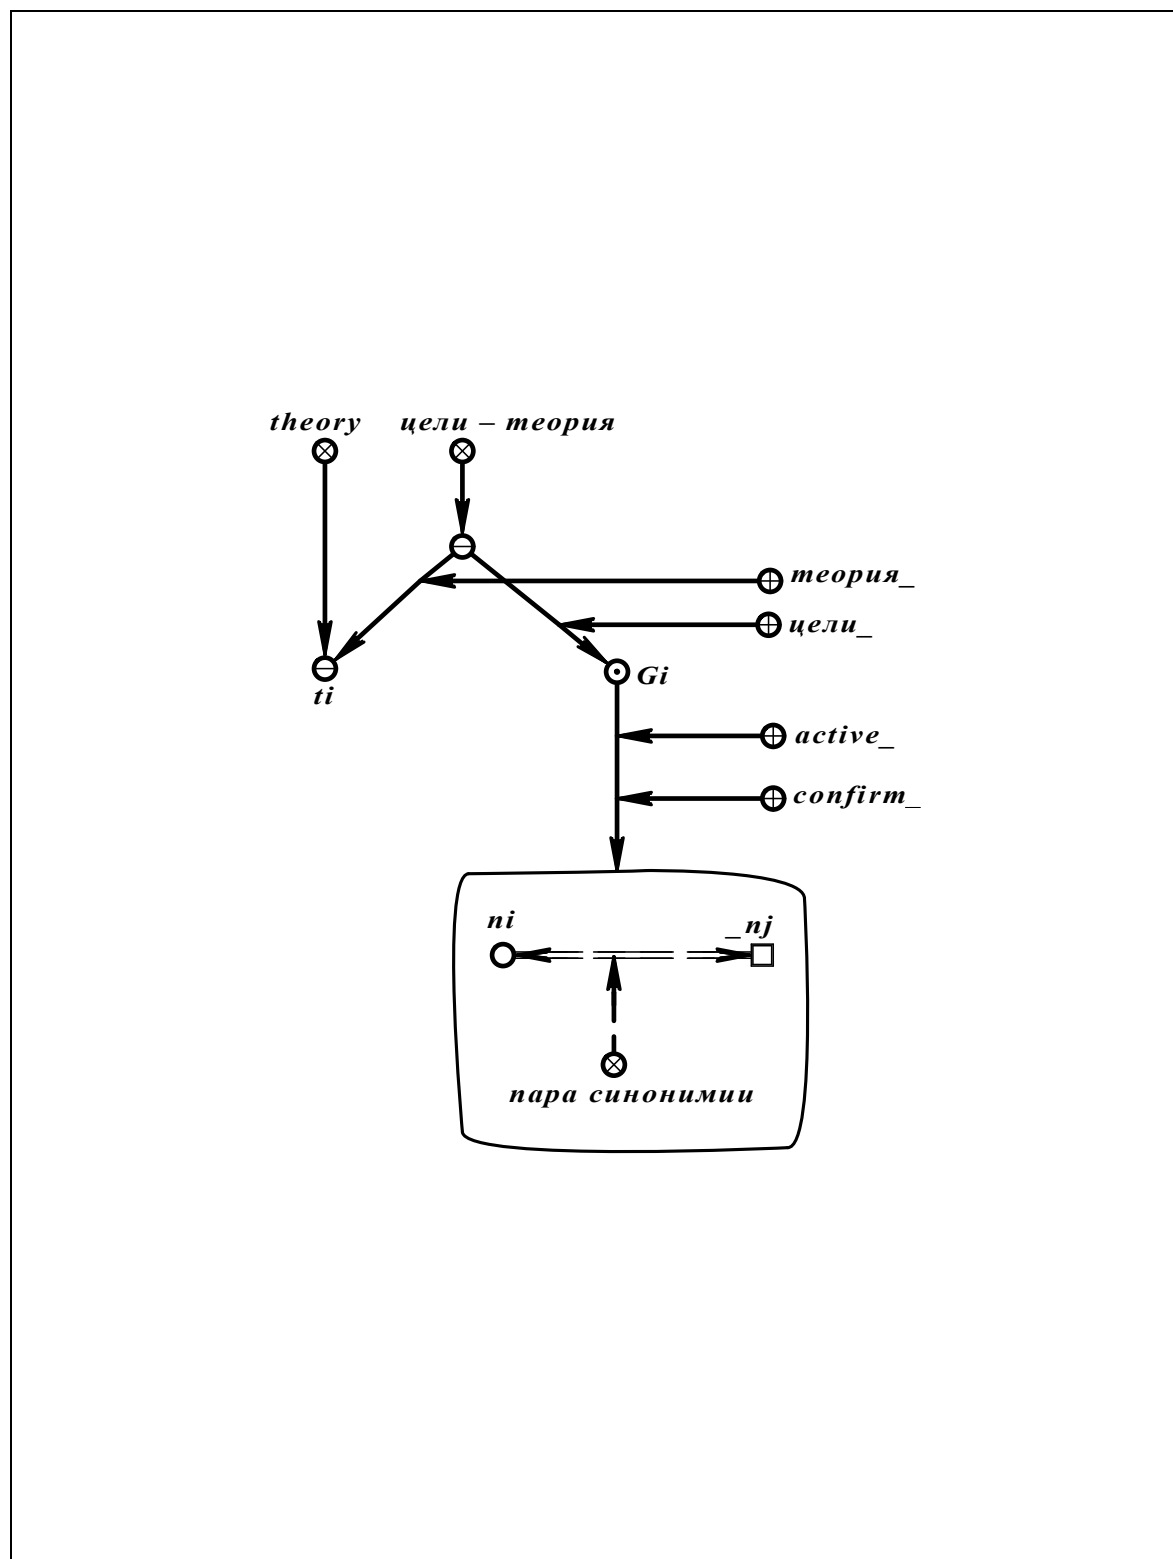 theory цели – теория
теория_
цели_
Gi
ti
active_
confirm_
ni _nj
пара синонимии